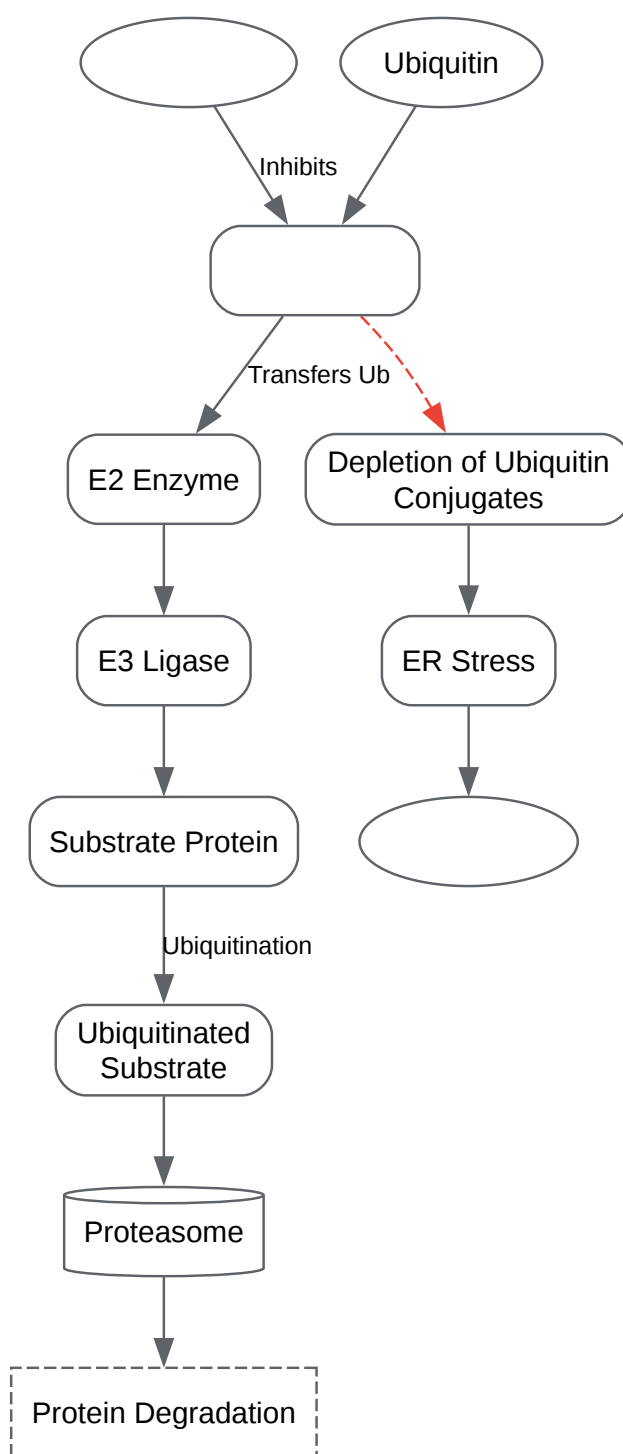 Ubiquitin
Inhibits
Transfers Ub
E2 Enzyme
Depletion of Ubiquitin
Conjugates
E3 Ligase
ER Stress
Substrate Protein
Ubiquitination
Ubiquitinated
Substrate
Proteasome
Protein Degradation